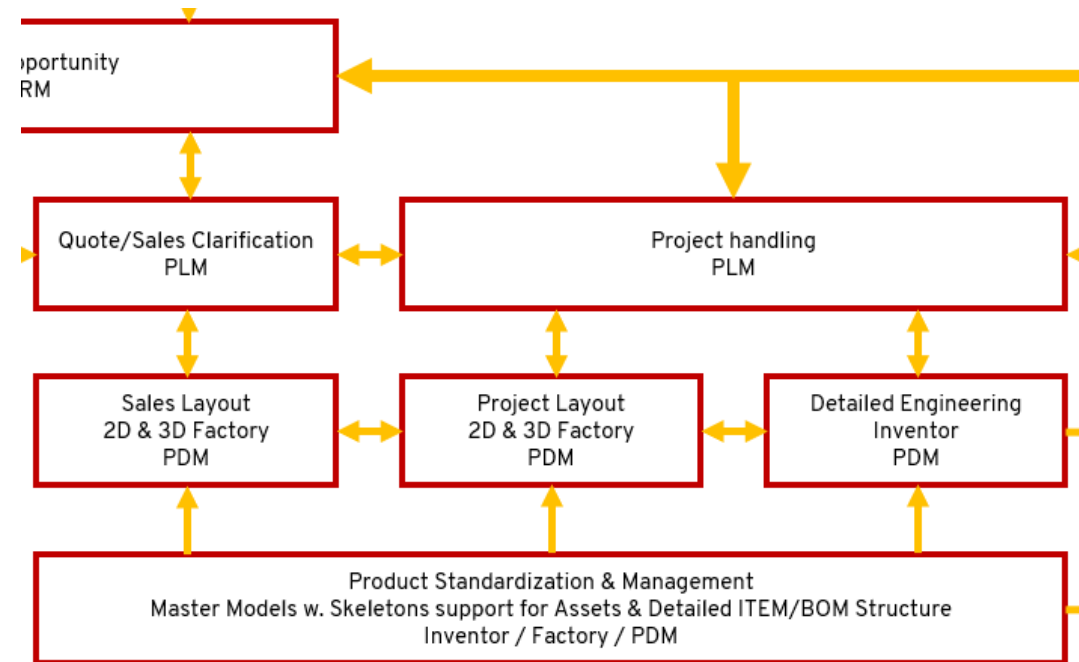 pportunity
RM
Quote/Sales Clarification
PLM
Project handling
PLM
Sales Layout
2D & 3D Factory
PDM
Project Layout
2D & 3D Factory
PDM
Detailed Engineering
Inventor
PDM
Product Standardization & Management
Master Models w. Skeletons support for Assets & Detailed ITEM/BOM Structure
Inventor / Factory / PDM